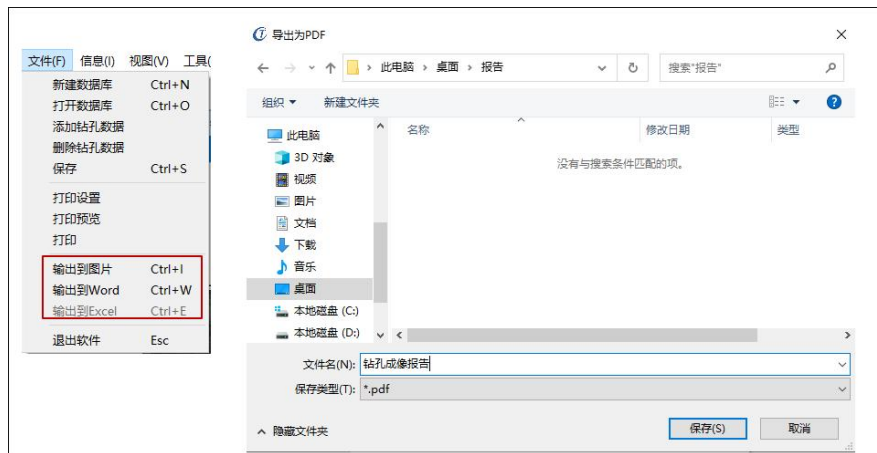 文件(F) 信息(I) 视图(V) 工具(
新建数据库 Ctrl+N
打开数据库 Ctrl+O
添加钻孔数据
删除钻孔数据
保存 Ctrl+S
打印设置
打印预览
打印
输出到图片 Ctrl+I
输出到Word Ctrl+W
输出到Excel Ctrl+E
退出软件 Esc
导出为PDF
此电脑 › 桌面 › 报告
搜索"报告"
组织 新建文件夹
名称 修改日期 类型
没有与搜索条件匹配的项。
此电脑
3D 对象
视频
图片
文档
下载
音乐
桌面
本地磁盘 (C:)
本地磁盘 (D:)
文件名(N): 钻孔成像报告
保存类型(T): *.pdf
隐藏文件夹 保存(S) 取消